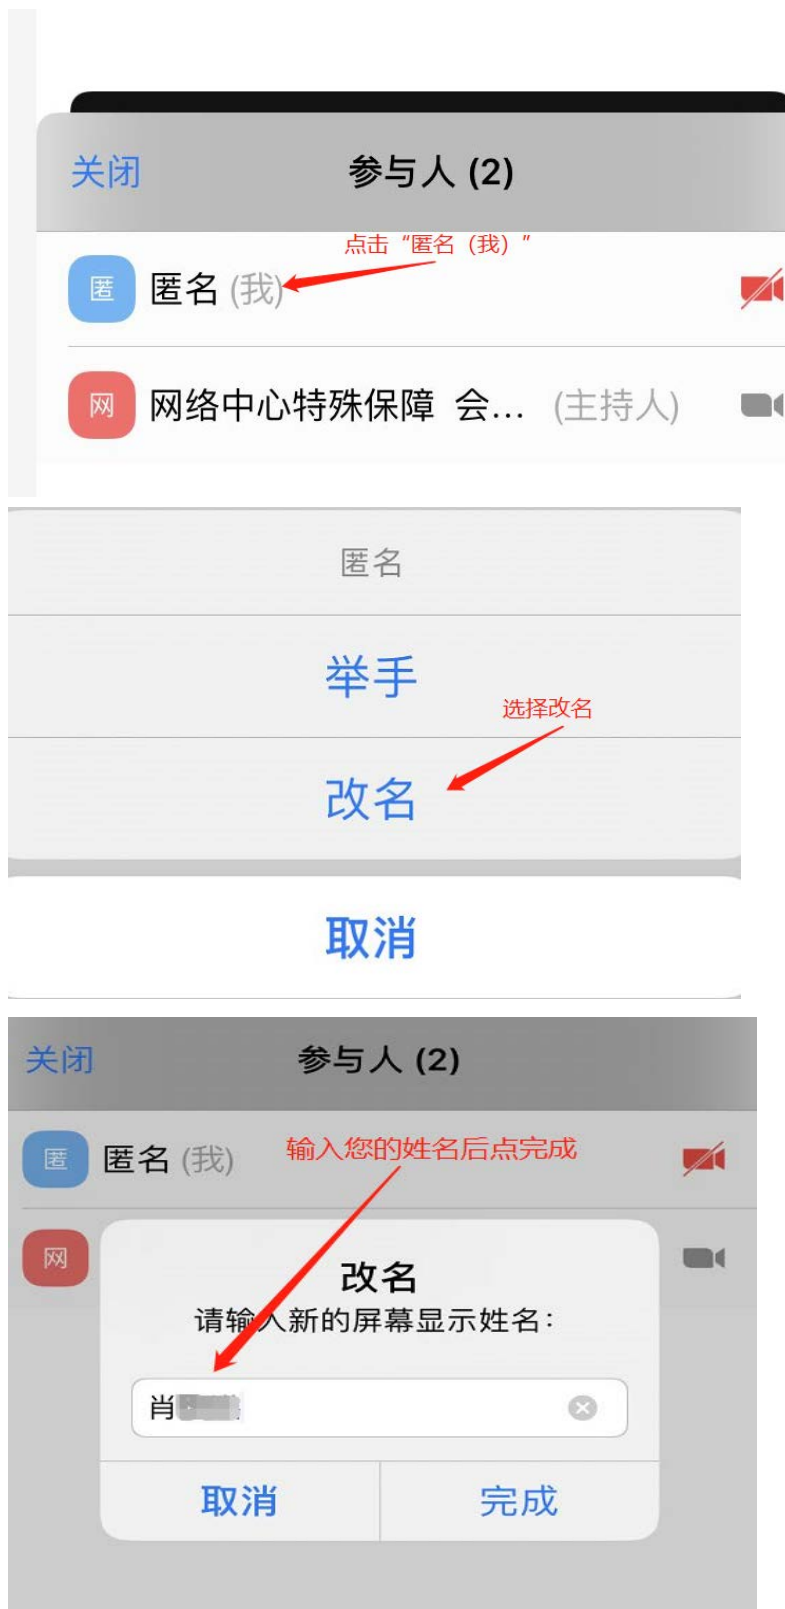 关闭
参与人 (2)
点击“匿名（我）”
匿
匿名 (我)
网
网络中心特殊保障 会... (主持人)
匿名
举手
选择改名
改名
取消
关闭
参与人 (2)
匿
匿名 (我)
输入您的姓名后点完成
网
改名
请输入新的屏幕显示姓名：
肖
取消
完成